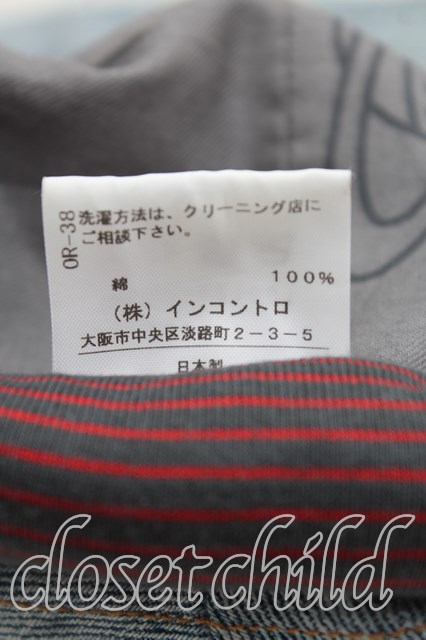 OR-38
洗濯方法は、クリーニング店に
ご相談下さい。
綿 100%
(株)インコントロ
大阪市中央区淡路町2-3-5
日本製
closetchild